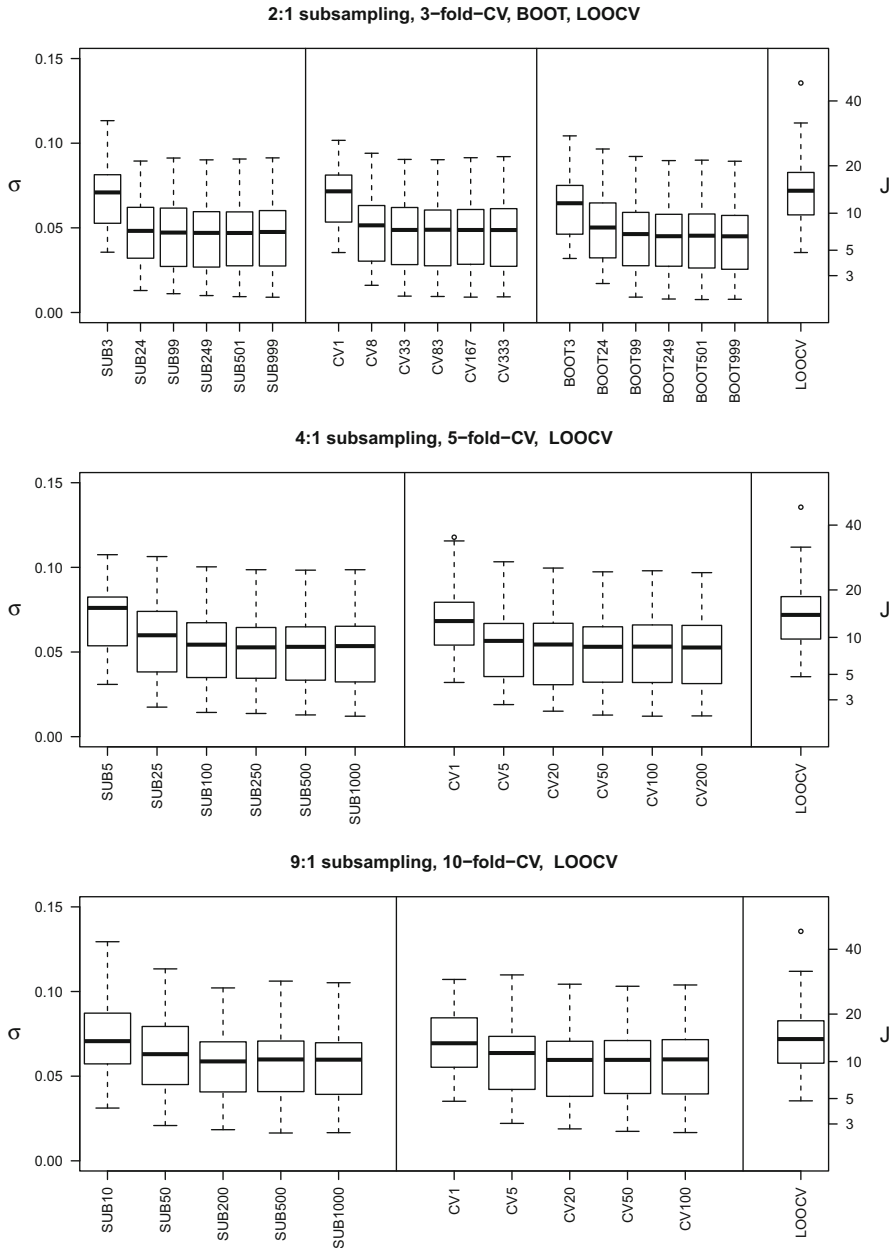 2:1 subsampling, 3−fold−CV, BOOT, LOOCV
0.15
0.10
0.05
0.00
σ
40
20
10
5
3
J
SUB3
SUB24
SUB99
SUB249
SUB501
SUB999
CV1
CV8
CV33
CV83
CV167
CV333
BOOT3
BOOT24
BOOT99
BOOT249
BOOT501
BOOT999
LOOCV
4:1 subsampling, 5−fold−CV, LOOCV
0.15
0.10
0.05
0.00
σ
40
20
10
5
3
J
SUB5
SUB25
SUB100
SUB250
SUB500
SUB1000
CV1
CV5
CV20
CV50
CV100
CV200
LOOCV
9:1 subsampling, 10−fold−CV, LOOCV
0.15
0.10
0.05
0.00
σ
40
20
10
5
3
J
SUB10
SUB50
SUB200
SUB500
SUB1000
CV1
CV5
CV20
CV50
CV100
LOOCV